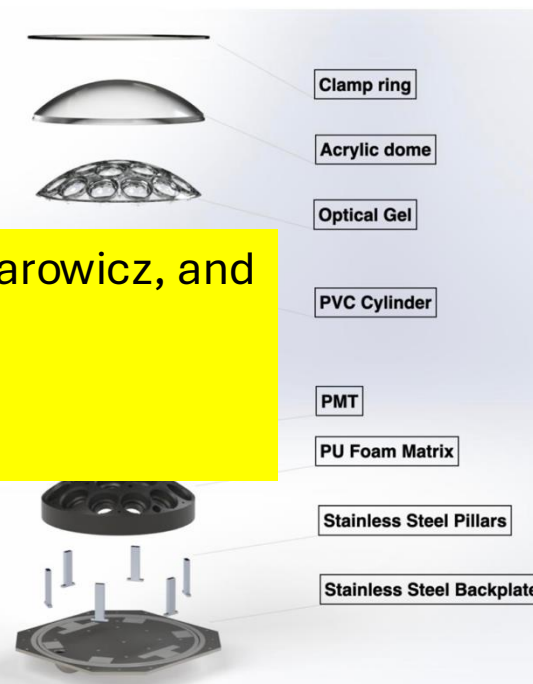 Clamp ring
Acrylic dome
Optical Gel
arowicz, and
PVC Cylinder
PMT
PU Foam Matrix
Stainless Steel Pillars
Stainless Steel Backplate